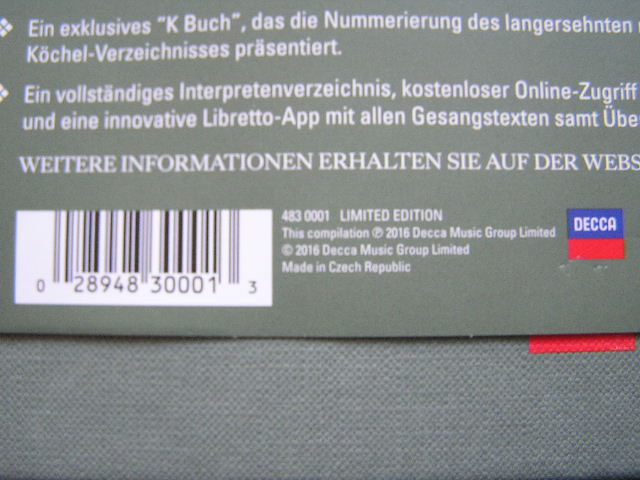 Ein exklusives "K Buch", das die Nummerierung des langersehnten
Köchel-Verzeichnisses präsentiert.
Ein vollständiges Interpretenverzeichnis, kostenloser Online-Zugriff
und eine innovative Libretto-App mit allen Gesangstexten samt Übe
WEITERE INFORMATIONEN ERHALTEN SIE AUF DER WEBS
483 0001 LIMITED EDITION
This compilation ℗ 2016 Decca Music Group Limited
© 2016 Decca Music Group Limited
Made in Czech Republic
DECCA
0 28948 30001 3